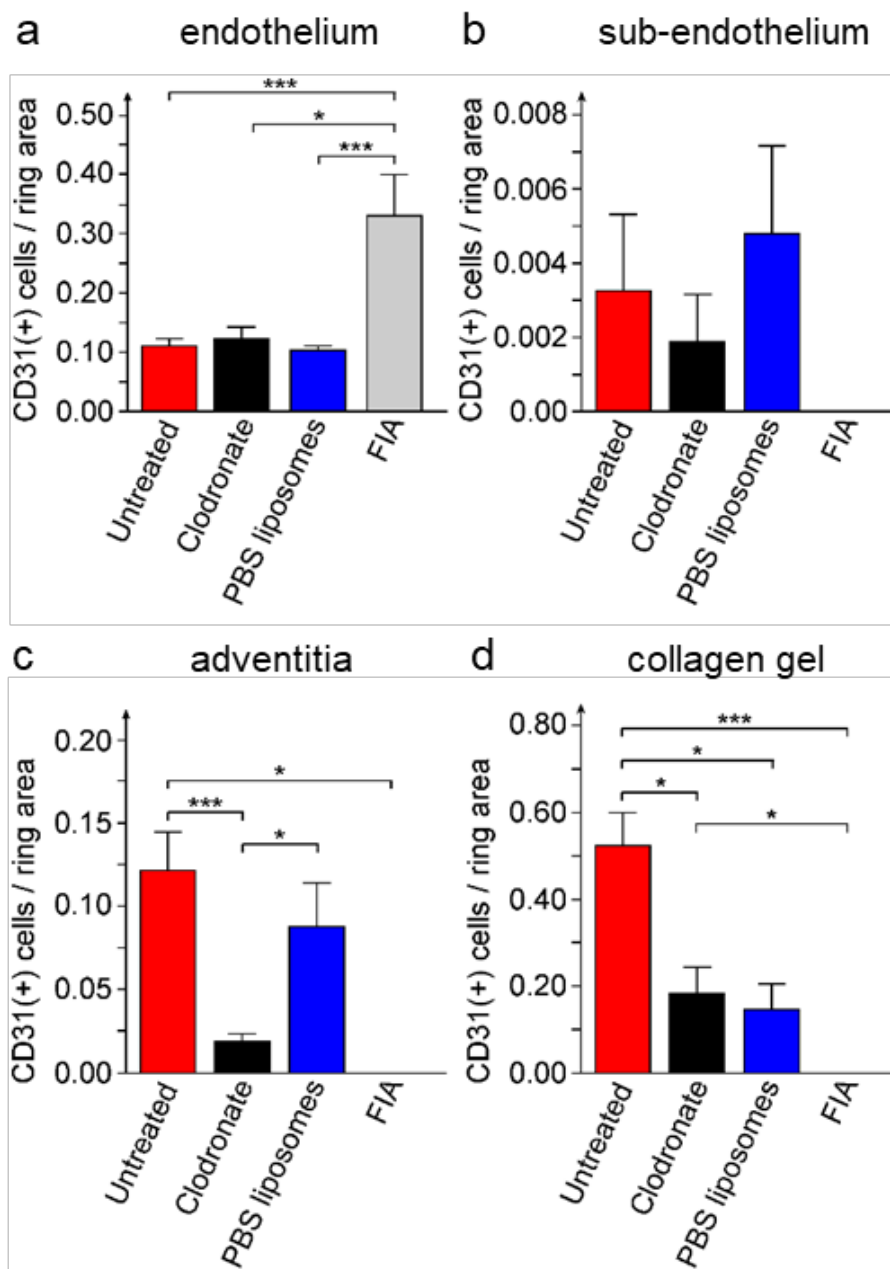 a endothelium
CD31(+) cells / ring area
0.50
0.40
0.30
0.20
0.10
0.00
***
*
***
Untreated
Clodronate
PBS liposomes
FIA
b sub-endothelium
CD31(+) cells / ring area
0.008
0.006
0.004
0.002
0.000
Untreated
Clodronate
PBS liposomes
FIA
c adventitia
CD31(+) cells / ring area
0.20
0.15
0.10
0.05
0.00
*
***
*
Untreated
Clodronate
PBS liposomes
FIA
d collagen gel
CD31(+) cells / ring area
0.80
0.60
0.40
0.20
0.00
***
*
*
*
Untreated
Clodronate
PBS liposomes
FIA